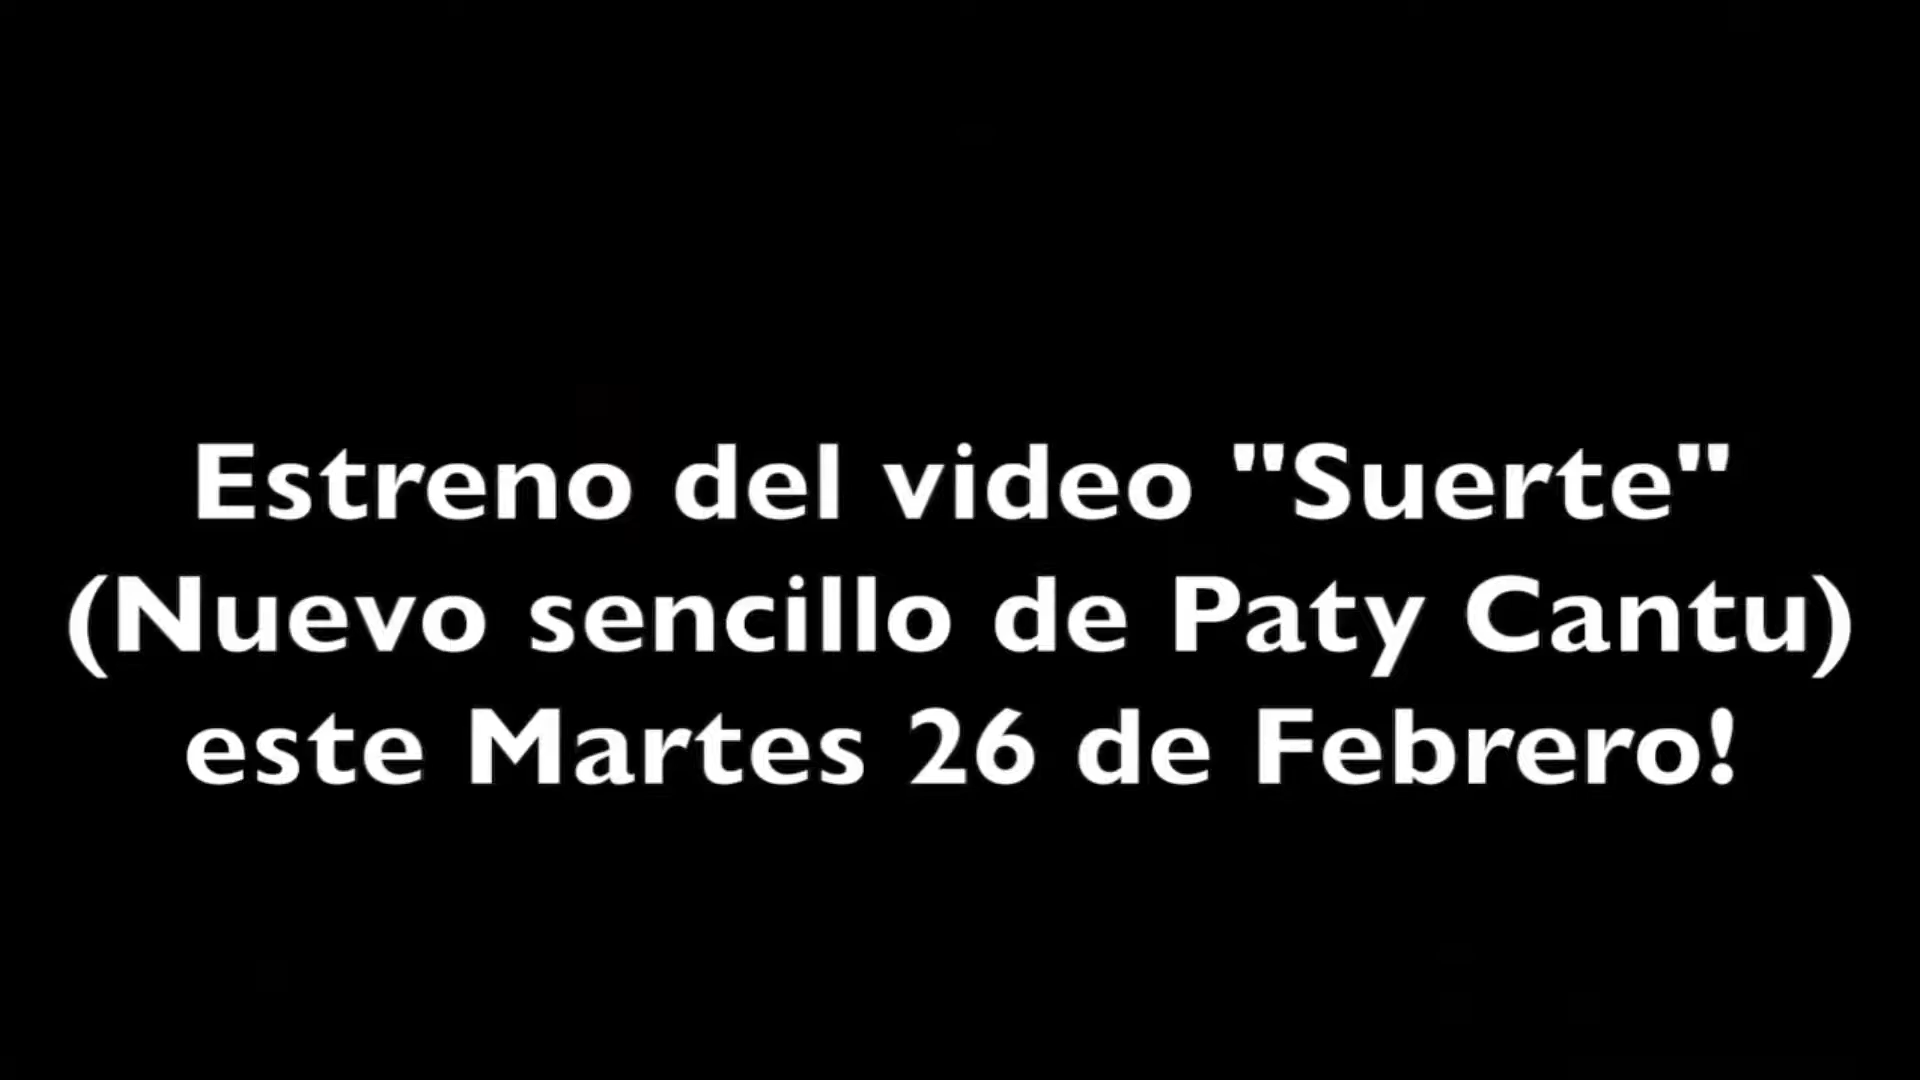 Estreno del video "Suerte"
(Nuevo sencillo de Paty Cantu)
este Martes 26 de Febrero!